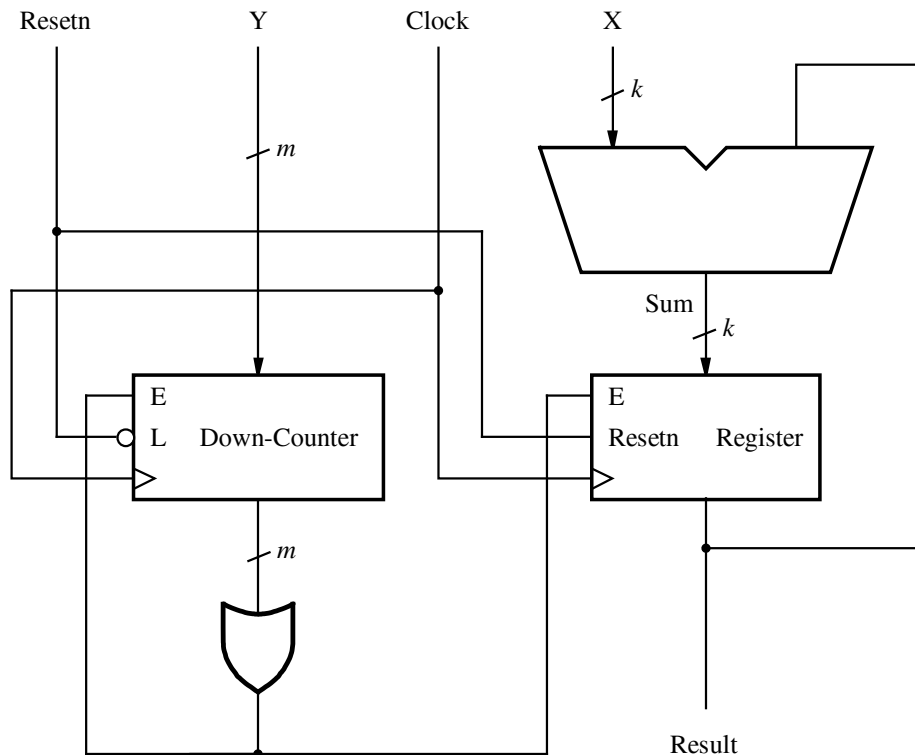 Resetn Y Clock X
k
m
Sum
k
E
L Down-Counter
E
Resetn Register
m
Result